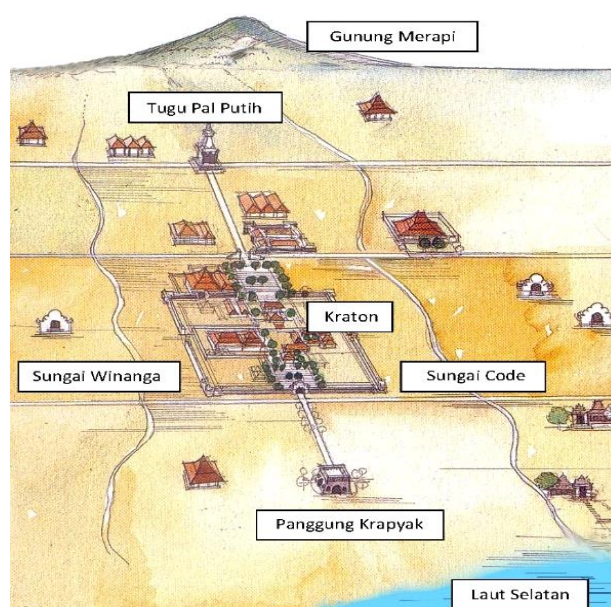 Gunung Merapi
Tugu Pal Putih
Kraton
Sungai Winanga
Sungai Code
Panggung Krapyak
Laut Selatan